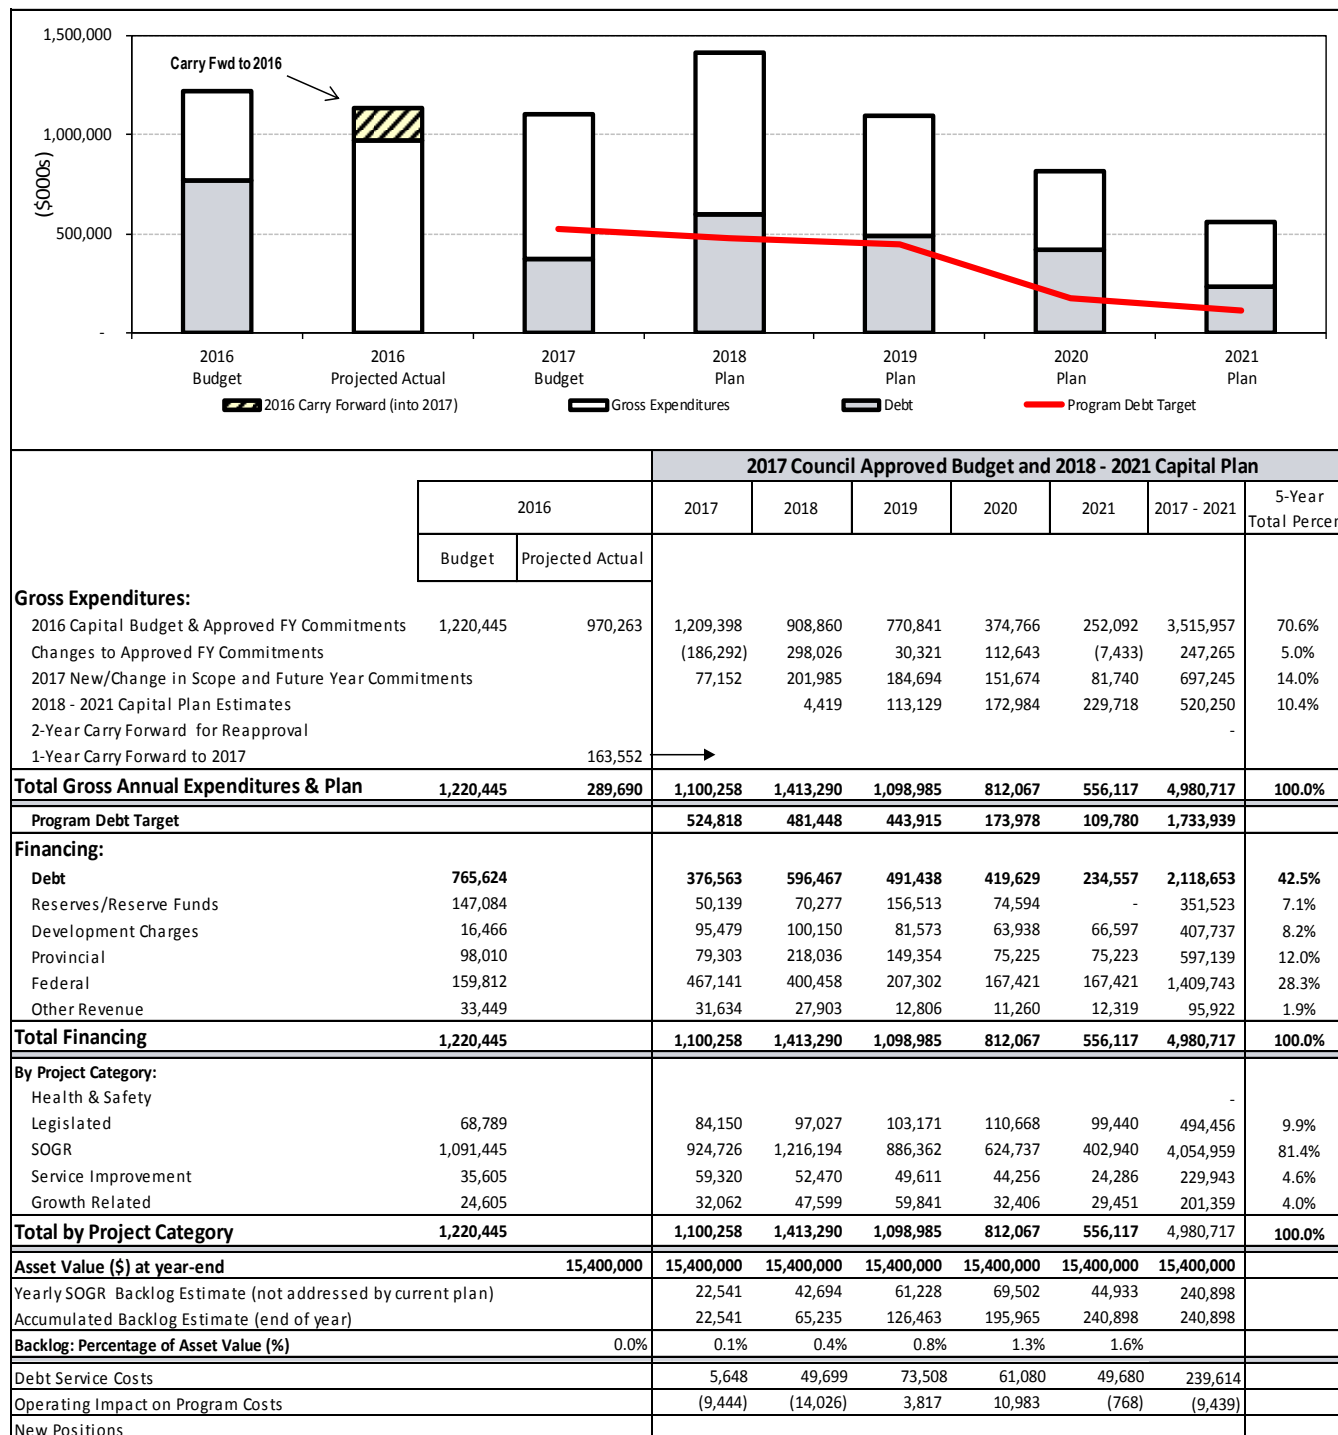 1,500,000
Carry Fwd to 2016
1,000,000
($000s)
500,000
-
2016 2016 2017 2018 2019 2020 2021
Budget Projected Actual Budget Plan Plan Plan Plan
2016 Carry Forward (into 2017) Gross Expenditures Debt Program Debt Target
2017 Council Approved Budget and 2018 - 2021 Capital Plan
2016 2017 2018 2019 2020 2021 2017 - 2021 5-Year
Total Percen
Budget Projected Actual
Gross Expenditures:
2016 Capital Budget & Approved FY Commitments 1,220,445 970,263 1,209,398 908,860 770,841 374,766 252,092 3,515,957 70.6%
Changes to Approved FY Commitments (186,292) 298,026 30,321 112,643 (7,433) 247,265 5.0%
2017 New/Change in Scope and Future Year Commitments 77,152 201,985 184,694 151,674 81,740 697,245 14.0%
2018 - 2021 Capital Plan Estimates 4,419 113,129 172,984 229,718 520,250 10.4%
2-Year Carry Forward for Reapproval -
1-Year Carry Forward to 2017 163,552
Total Gross Annual Expenditures & Plan 1,220,445 289,690 1,100,258 1,413,290 1,098,985 812,067 556,117 4,980,717 100.0%
Program Debt Target 524,818 481,448 443,915 173,978 109,780 1,733,939
Financing:
Debt 765,624 376,563 596,467 491,438 419,629 234,557 2,118,653 42.5%
Reserves/Reserve Funds 147,084 50,139 70,277 156,513 74,594 - 351,523 7.1%
Development Charges 16,466 95,479 100,150 81,573 63,938 66,597 407,737 8.2%
Provincial 98,010 79,303 218,036 149,354 75,225 75,223 597,139 12.0%
Federal 159,812 467,141 400,458 207,302 167,421 167,421 1,409,743 28.3%
Other Revenue 33,449 31,634 27,903 12,806 11,260 12,319 95,922 1.9%
Total Financing 1,220,445 1,100,258 1,413,290 1,098,985 812,067 556,117 4,980,717 100.0%
By Project Category:
Health & Safety -
Legislated 68,789 84,150 97,027 103,171 110,668 99,440 494,456 9.9%
SOGR 1,091,445 924,726 1,216,194 886,362 624,737 402,940 4,054,959 81.4%
Service Improvement 35,605 59,320 52,470 49,611 44,256 24,286 229,943 4.6%
Growth Related 24,605 32,062 47,599 59,841 32,406 29,451 201,359 4.0%
Total by Project Category 1,220,445 1,100,258 1,413,290 1,098,985 812,067 556,117 4,980,717 100.0%
Asset Value ($) at year-end 15,400,000 15,400,000 15,400,000 15,400,000 15,400,000 15,400,000 15,400,000
Yearly SOGR Backlog Estimate (not addressed by current plan) 22,541 42,694 61,228 69,502 44,933 240,898
Accumulated Backlog Estimate (end of year) 22,541 65,235 126,463 195,965 240,898 240,898
Backlog: Percentage of Asset Value (%) 0.0% 0.1% 0.4% 0.8% 1.3% 1.6%
Debt Service Costs 5,648 49,699 73,508 61,080 49,680 239,614
Operating Impact on Program Costs (9,444) (14,026) 3,817 10,983 (768) (9,439)
New Positions